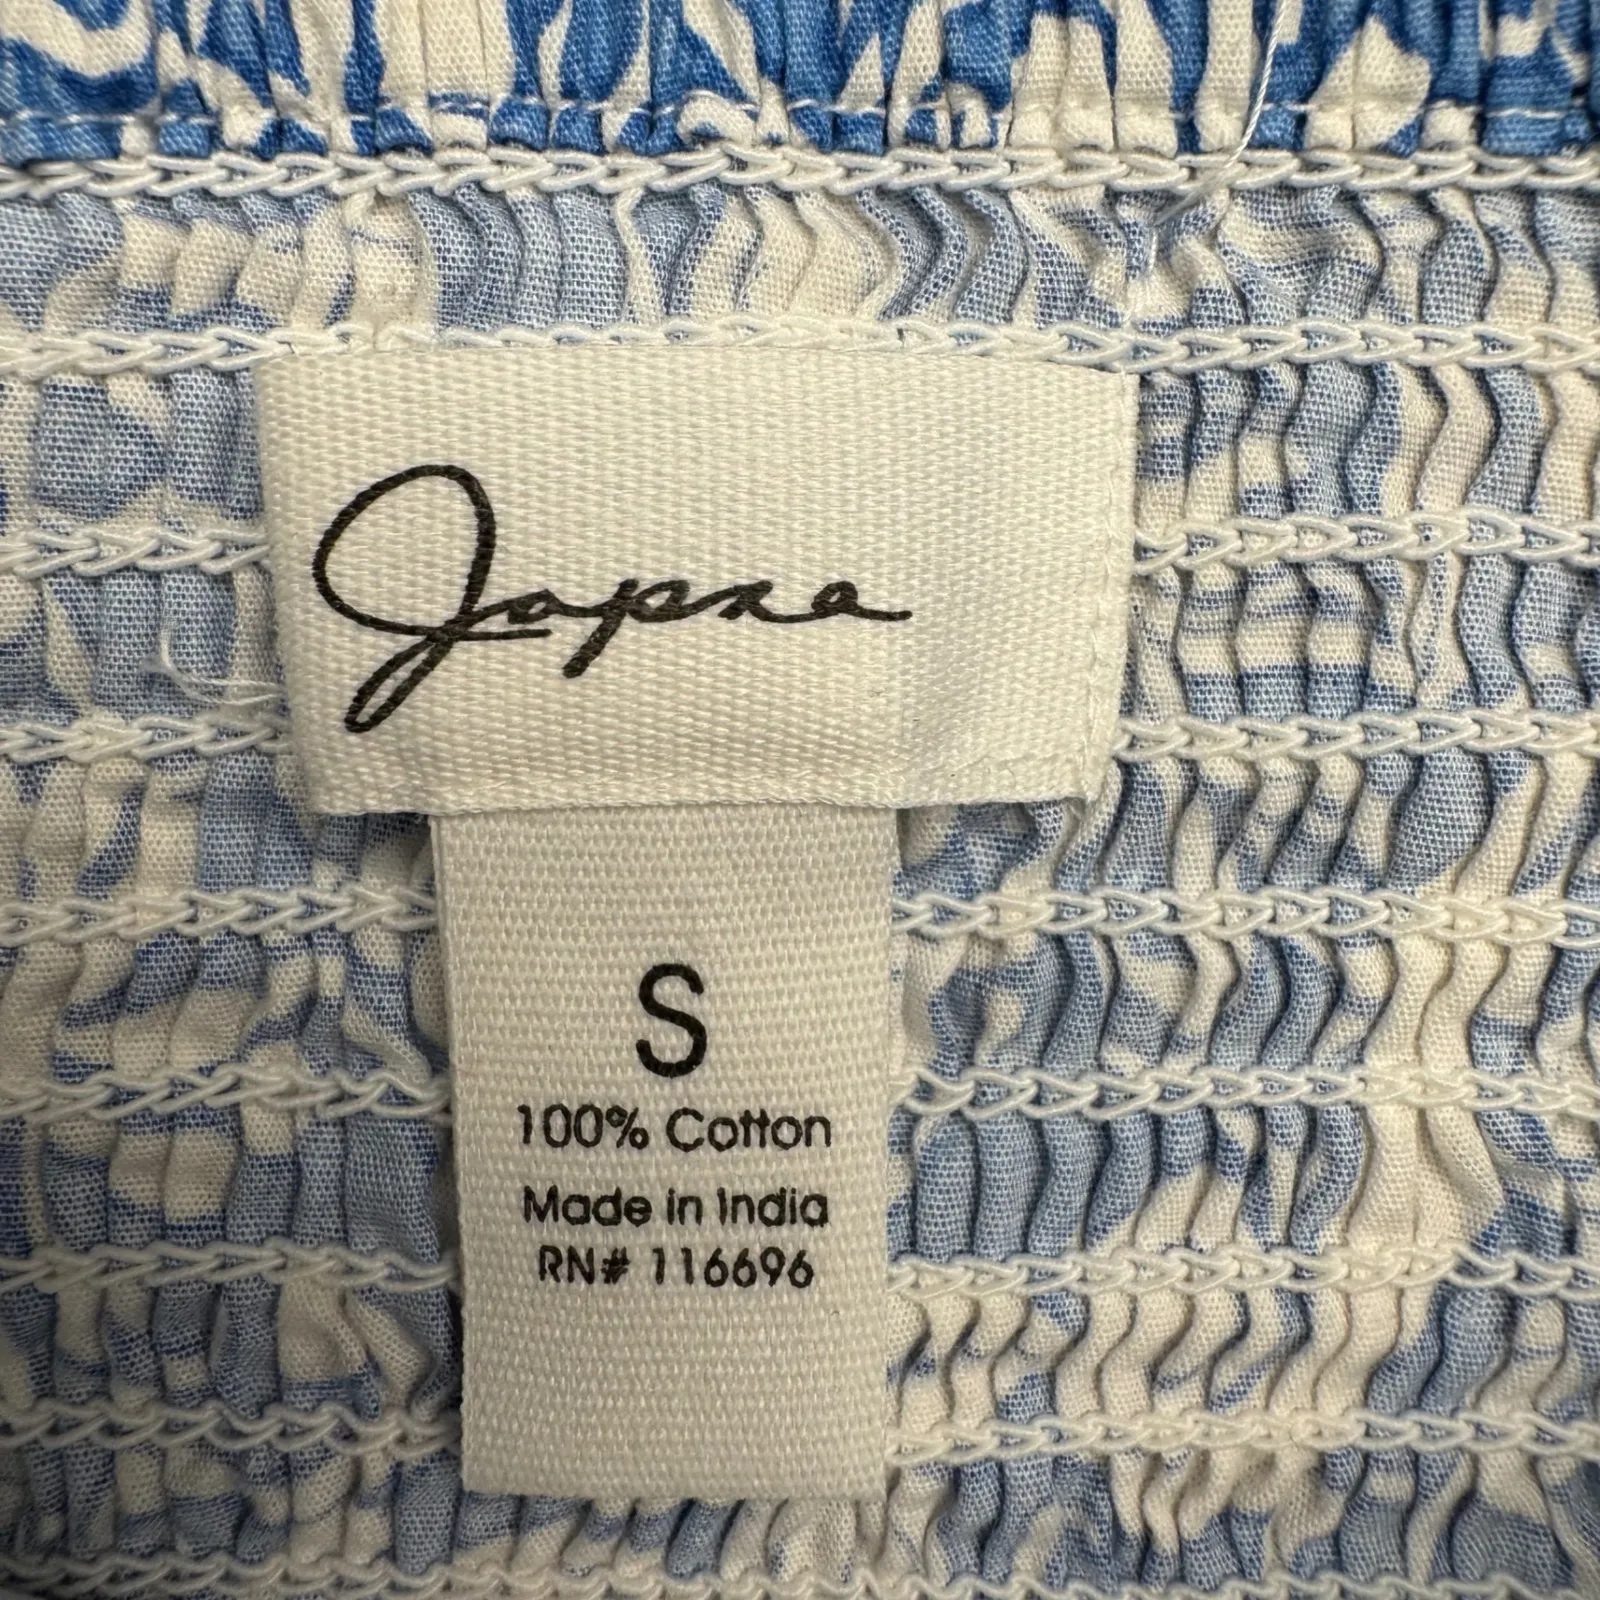 Japna
S
100% Cotton
Made in India
RN# 116696